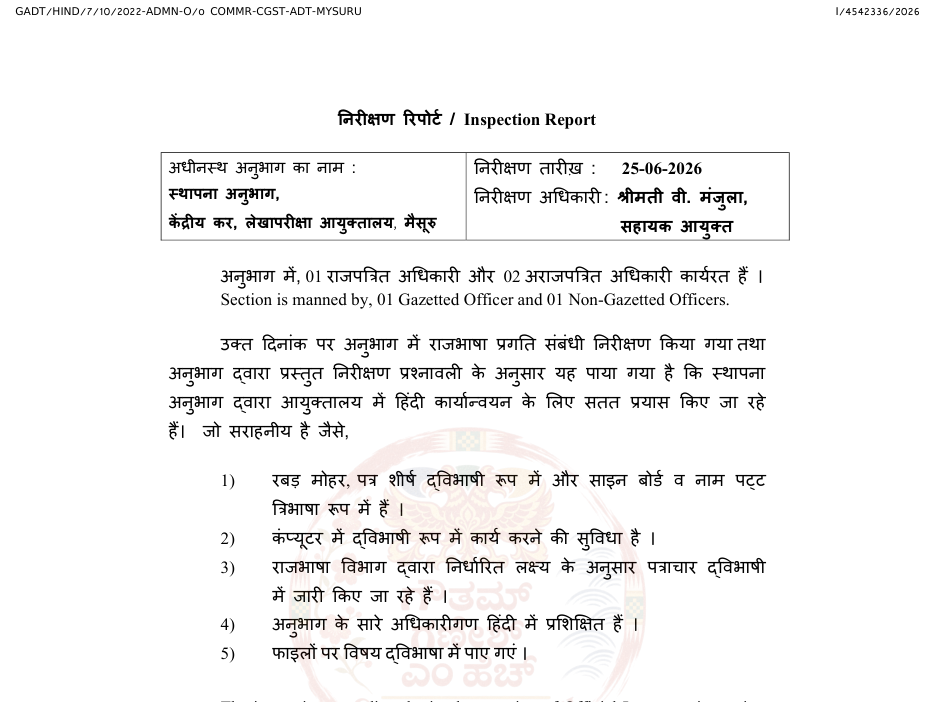 GADT/HIND/7/10/2022-ADMN-O/o COMMR-CGST-ADT-MYSURU
I/4542336/2026
निरीक्षण रिपोर्ट / Inspection Report
अधीनस्थ अनुभाग का नाम :
स्थापना अनुभाग,
केंद्रीय कर, लेखापरीक्षा आयुक्तालय, मैसूरु
निरीक्षण तारीख़ : 25-06-2026
निरीक्षण अधिकारी: श्रीमती वी. मंजुला,
सहायक आयुक्त
अनुभाग में, 01 राजपत्रित अधिकारी और 02 अराजपत्रित अधिकारी कार्यरत हैं ।
Section is manned by, 01 Gazetted Officer and 01 Non-Gazetted Officers.
उक्त दिनांक पर अनुभाग में राजभाषा प्रगति संबंधी निरीक्षण किया गया तथा
अनुभाग द्वारा प्रस्तुत निरीक्षण प्रश्नावली के अनुसार यह पाया गया है कि स्थापना
अनुभाग द्वारा आयुक्तालय में हिंदी कार्यान्वयन के लिए सतत प्रयास किए जा रहे
हैं। जो सराहनीय है जैसे,
1) रबड़ मोहर, पत्र शीर्ष द्विभाषी रूप में और साइन बोर्ड व नाम पट्ट
त्रिभाषा रूप में हैं ।
2) कंप्यूटर में द्विभाषी रूप में कार्य करने की सुविधा है ।
3) राजभाषा विभाग द्वारा निर्धारित लक्ष्य के अनुसार पत्राचार द्विभाषी
में जारी किए जा रहे हैं ।
4) अनुभाग के सारे अधिकारीगण हिंदी में प्रशिक्षित हैं ।
5) फाइलों पर विषय द्विभाषा में पाए गएं ।
ಗೌತಮ್
ಗಣೇಶ್
ಎಂ ಹೆಚ್